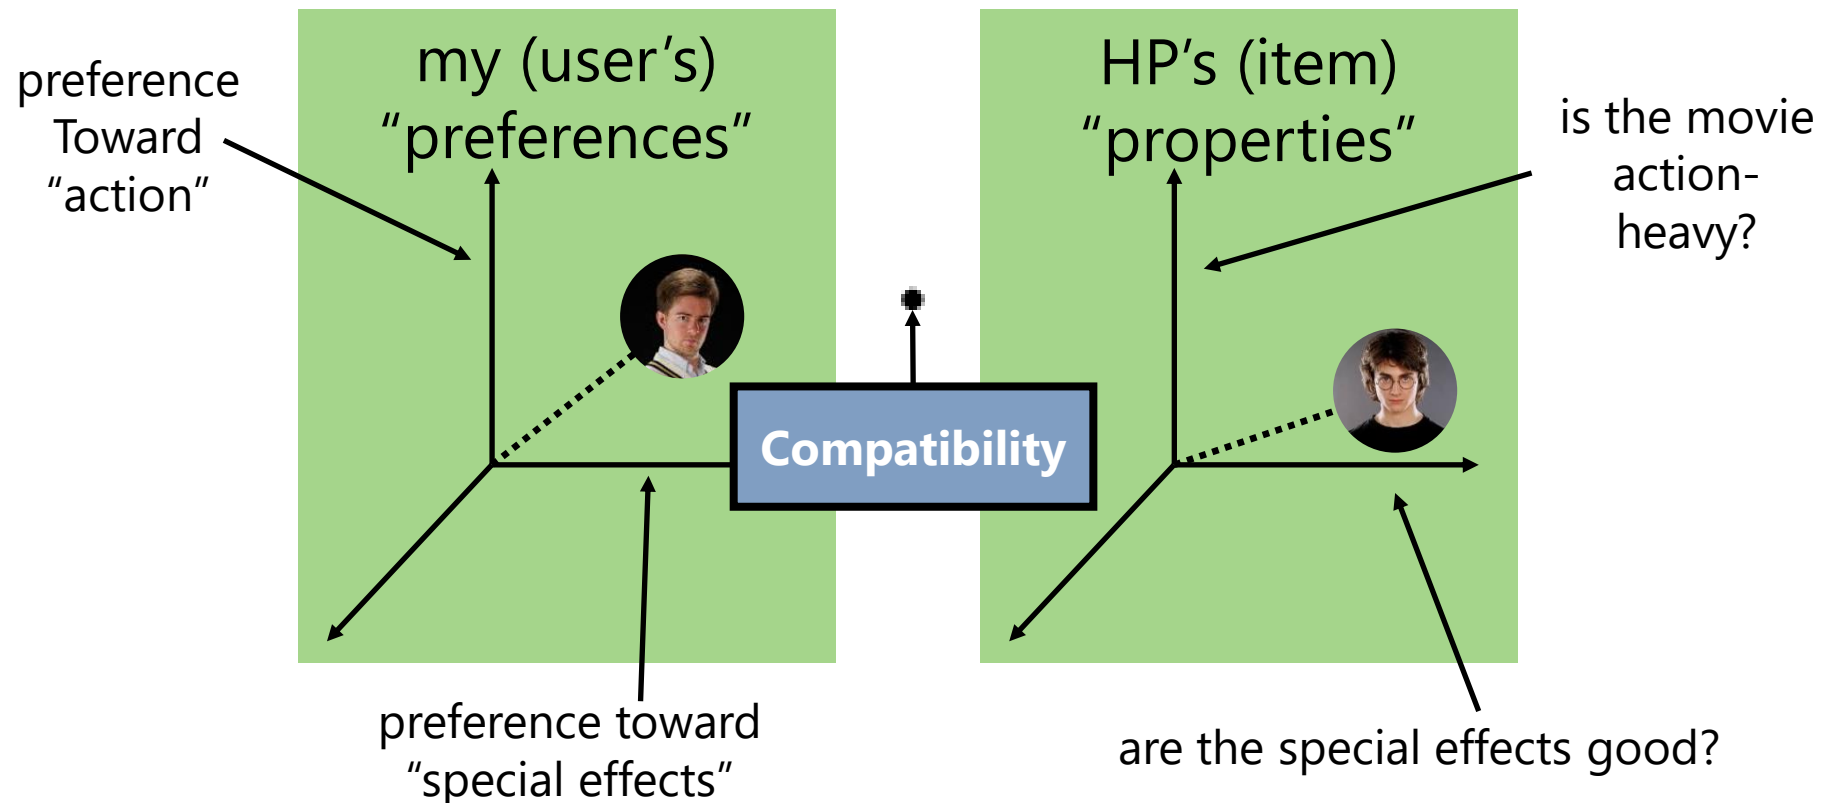 preference
Toward
“action”
my (user’s)
“preferences”
HP’s (item)
“properties”
is the movie
action-
heavy?
Compatibility
preference toward
“special effects”
are the special effects good?